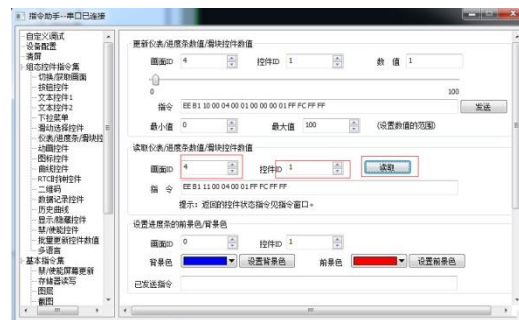 指令助手--串口已连接
自定义调试
设备配置
清屏
组态控件指令集
切换/获取画面
按钮控件
文本控件1
文本控件2
下拉菜单
滑动选择控件
仪表/进度条/滑块控
动画控件
图标控件
曲线控件
RTC时钟控件
二维码
数据记录控件
历史曲线
显示/隐藏控件
禁/使能控件
批量更新控件数值
多语言
基本指令集
禁/使能屏幕更新
存储器读写
图层
截图
更新仪表/进度条数值/滑块控件数值
画面ID 4 控件ID 1 数 值 1
0 100
指令 EE B1 10 00 04 00 01 00 00 00 01 FF FC FF FF 发送
最小值 0 最大值 100 (设置数值的范围)
读取仪表/进度条数值/滑块控件数值
画面ID 4 控件ID 1 读取
指 令 EE B1 11 00 04 00 01 FF FC FF FF
提示：返回的控件状态指令见指令窗口。
设置进度条的前景色/背景色
画面ID 0 控件ID 1
背景色 设置背景色 前景色 设置前景色
已发送指令